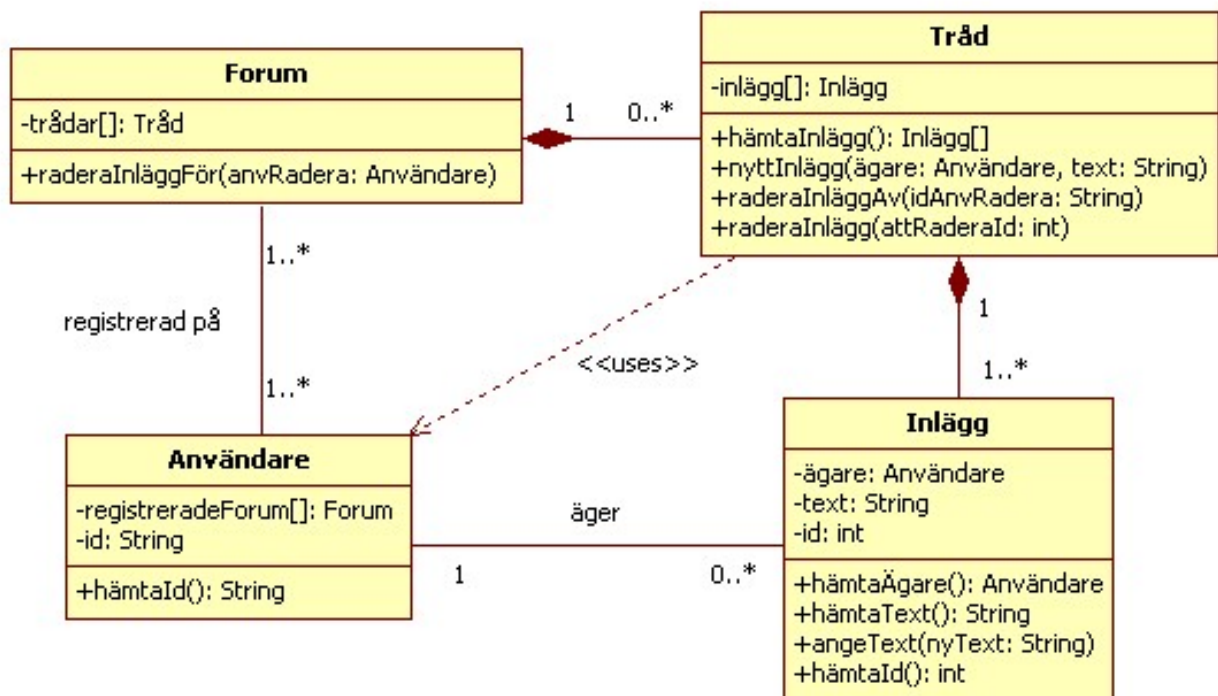 Forum
-trådar[]: Tråd
+raderaInläggFör(anvRadera: Användare)
1
0..*
Tråd
-inlägg[]: Inlägg
+hämtaInlägg(): Inlägg[]
+nyttInlägg(ägare: Användare, text: String)
+raderaInläggAv(idAnvRadera: String)
+raderaInlägg(attRaderaId: int)
1..*
registrerad på
1..*
<<uses>>
1
1..*
Användare
-registreradeForum[]: Forum
-id: String
+hämtaId(): String
äger
1
0..*
Inlägg
-ägare: Användare
-text: String
-id: int
+hämtaÄgare(): Användare
+hämtaText(): String
+angeText(nyText: String)
+hämtaId(): int